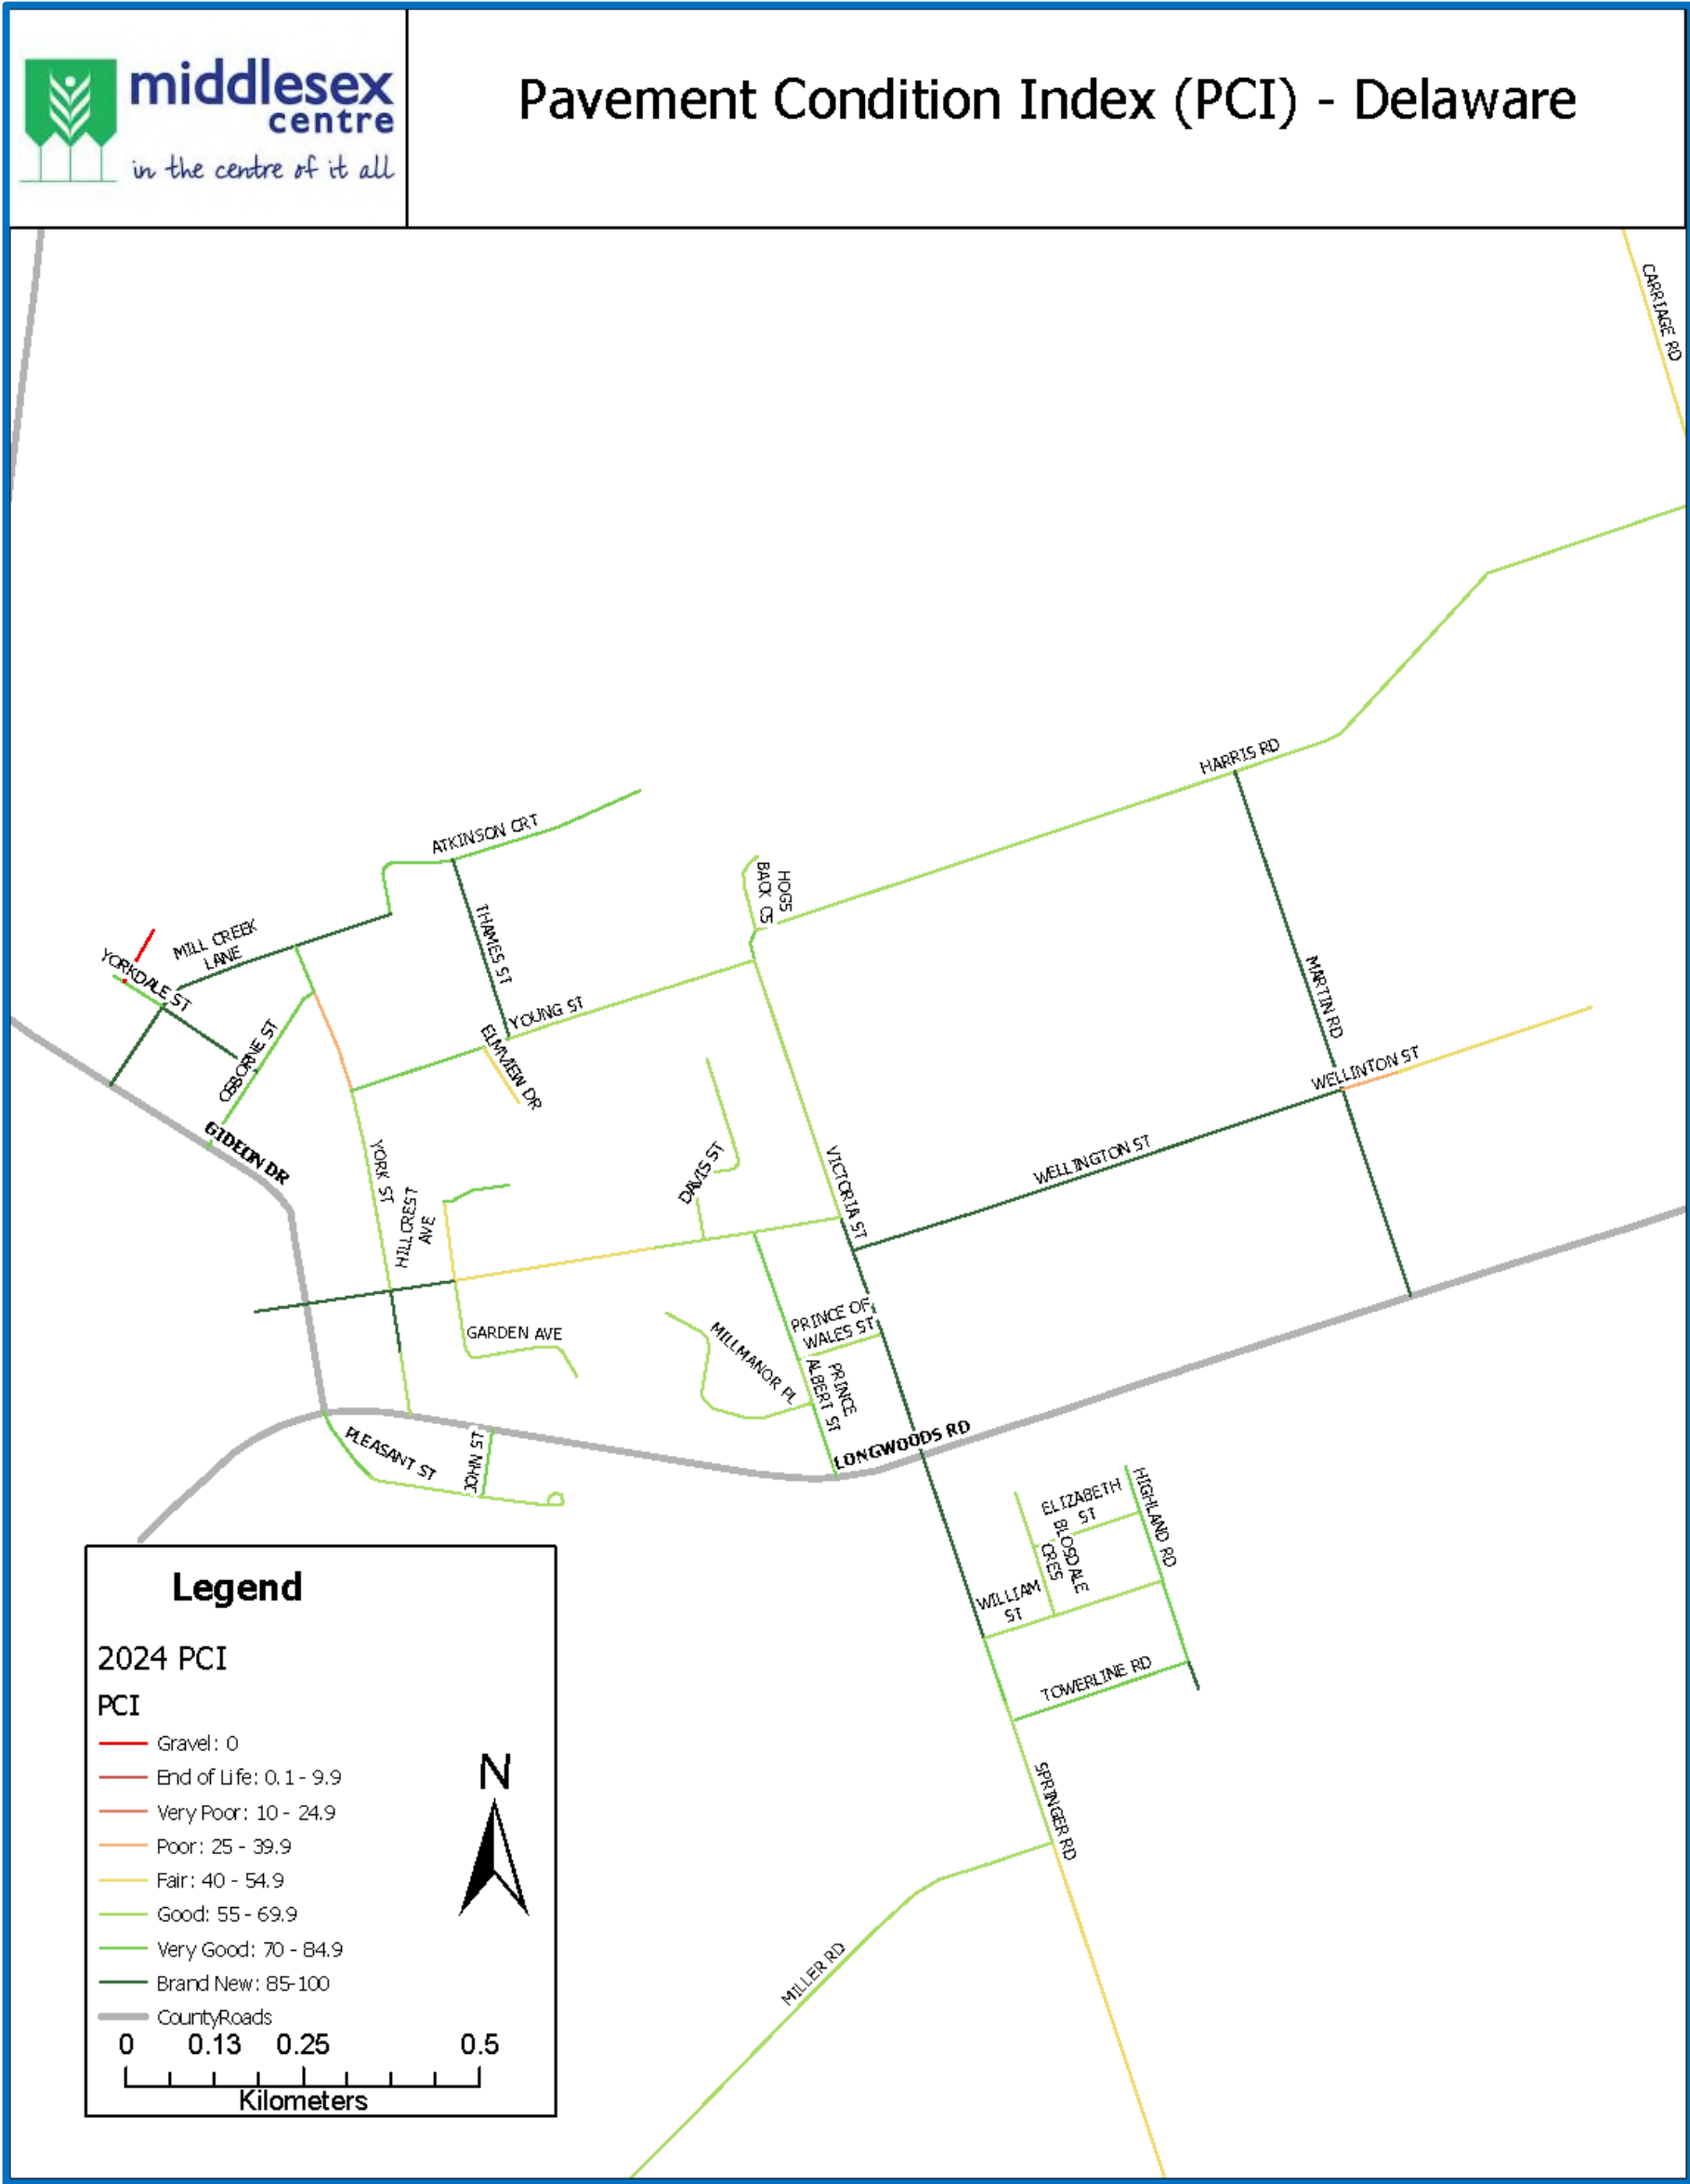 middlesex
centre
in the centre of it all
Pavement Condition Index (PCI) - Delaware
CARRIAGE RD
HARRIS RD
ATKINSON CRT
HOGS
BACK CS
MILL CREEK
LANE
YORKDALE ST
THAMES ST
MARTIN RD
YOUNG ST
OSBORNE ST
ELMVIEW DR
WELLINTON ST
GIDEON DR
YORK ST
DAVIS ST
VICTORIA ST
WELLINGTON ST
HILLCREST
AVE
PRINCE OF
WALES ST
GARDEN AVE
MILLMANOR PL
PRINCE
ALBERT ST
LONGWOODS RD
PLEASANT ST
JOHN ST
ELIZABETH
ST
HIGHLAND RD
BLOSDALE
CRES
WILLIAM
ST
TOWERLINE RD
SPRINGER RD
MILLER RD
Legend
2024 PCI
PCI
Gravel: 0
End of Life: 0.1 - 9.9
Very Poor: 10 - 24.9
Poor: 25 - 39.9
Fair: 40 - 54.9
Good: 55 - 69.9
Very Good: 70 - 84.9
Brand New: 85-100
CountyRoads
N
0 0.13 0.25 0.5
Kilometers